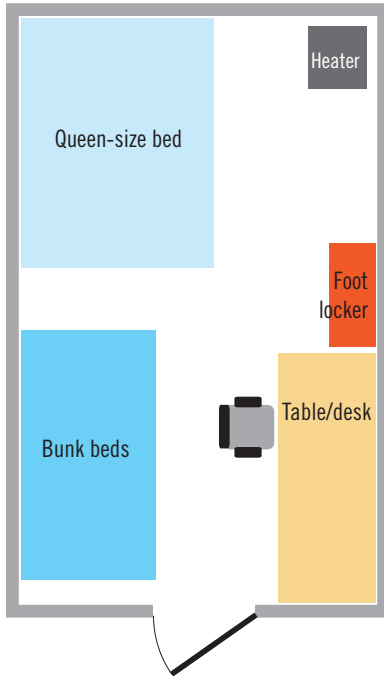 Heater
Queen-size bed
Foot
locker
Table/desk
Bunk beds